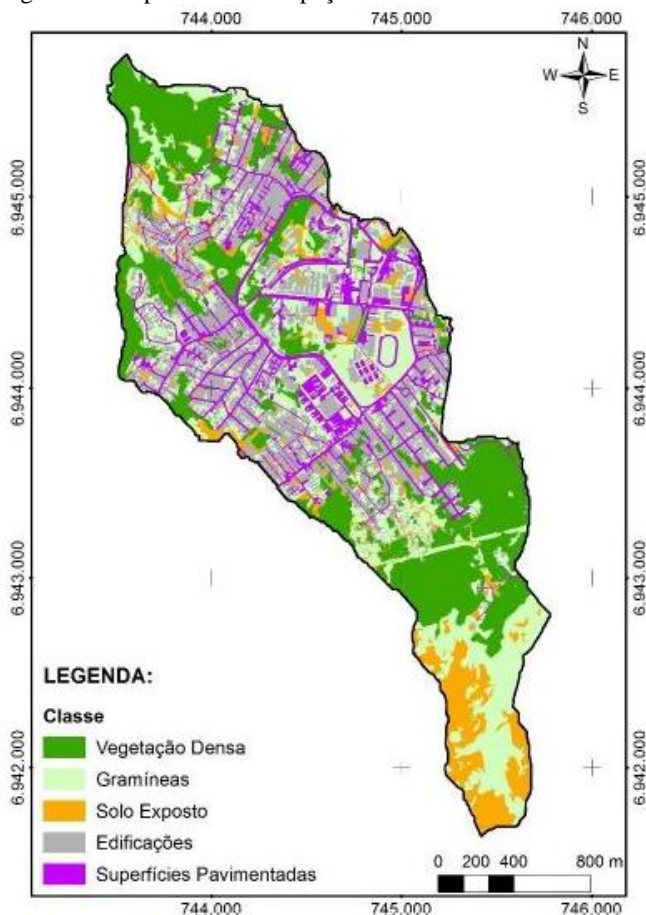 744.000 745.000 746.000
N
W E
S
6.945.000 6.945.000
6.944.000 6.944.000
6.943.000 6.943.000
6.942.000 6.942.000
LEGENDA:
Classe
Vegetação Densa
Gramíneas
Solo Exposto
Edificações
Superfícies Pavimentadas
0 200 400 800 m
744.000 745.000 746.000